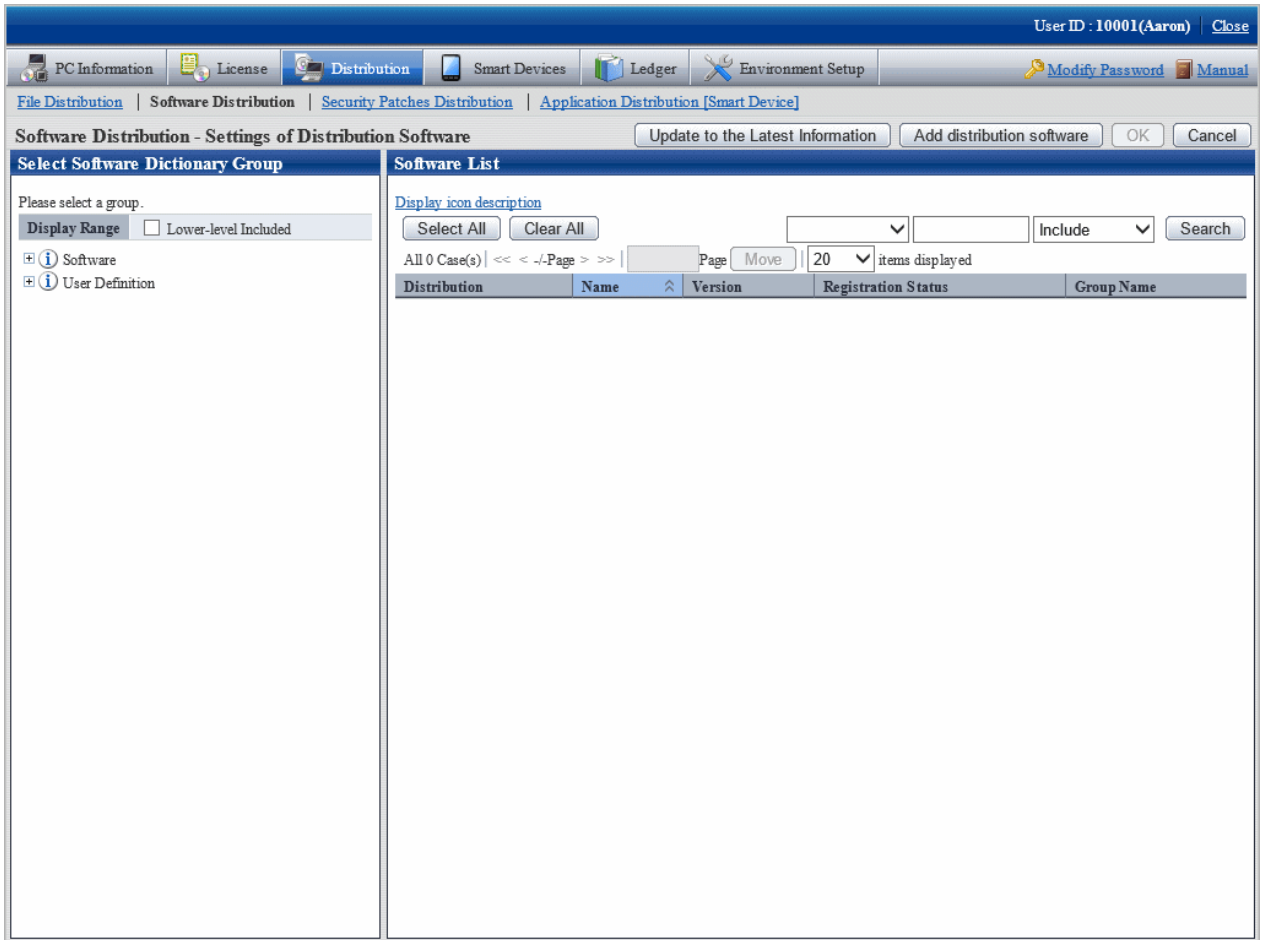 User ID : 10001(Aaron) Close
PC Information License Distribution Smart Devices Ledger Environment Setup Modify Password Manual
File Distribution | Software Distribution | Security Patches Distribution | Application Distribution [Smart Device]
Software Distribution - Settings of Distribution Software Update to the Latest Information Add distribution software OK Cancel
Select Software Dictionary Group
Please select a group.
Display Range Lower-level Included
Software
User Definition
Software List
Display icon description
Select All Clear All Include Search
All 0 Case(s) | << < -/-Page > >> | Page Move | 20 items displayed
Distribution Name Version Registration Status Group Name